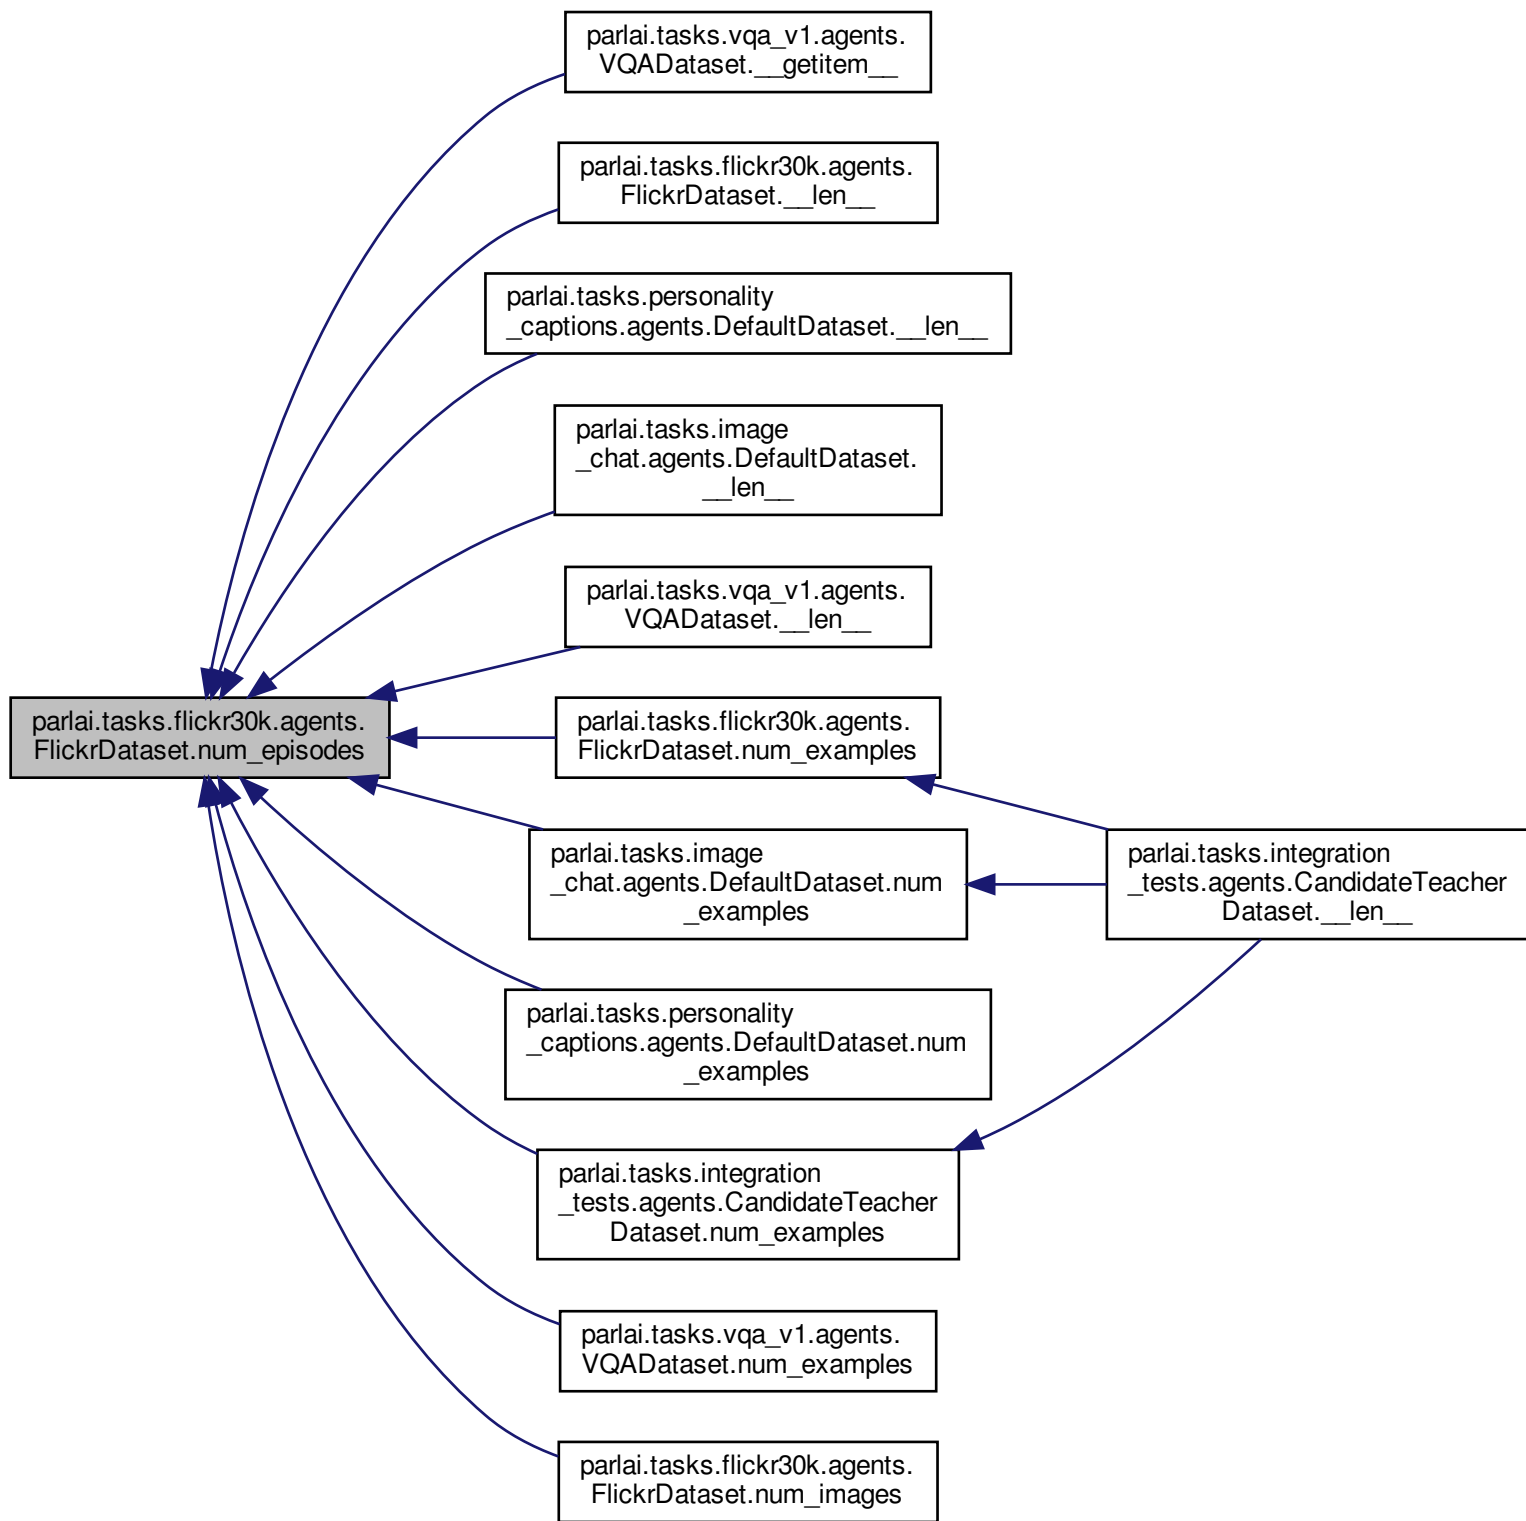 parlai.tasks.vqa_v1.agents.
VQADataset.__getitem__
parlai.tasks.flickr30k.agents.
FlickrDataset.__len__
parlai.tasks.personality
_captions.agents.DefaultDataset.__len__
parlai.tasks.image
_chat.agents.DefaultDataset.
__len__
parlai.tasks.vqa_v1.agents.
VQADataset.__len__
parlai.tasks.flickr30k.agents.
FlickrDataset.num_episodes
parlai.tasks.flickr30k.agents.
FlickrDataset.num_examples
parlai.tasks.image
_chat.agents.DefaultDataset.num
_examples
parlai.tasks.integration
_tests.agents.CandidateTeacher
Dataset.__len__
parlai.tasks.personality
_captions.agents.DefaultDataset.num
_examples
parlai.tasks.integration
_tests.agents.CandidateTeacher
Dataset.num_examples
parlai.tasks.vqa_v1.agents.
VQADataset.num_examples
parlai.tasks.flickr30k.agents.
FlickrDataset.num_images